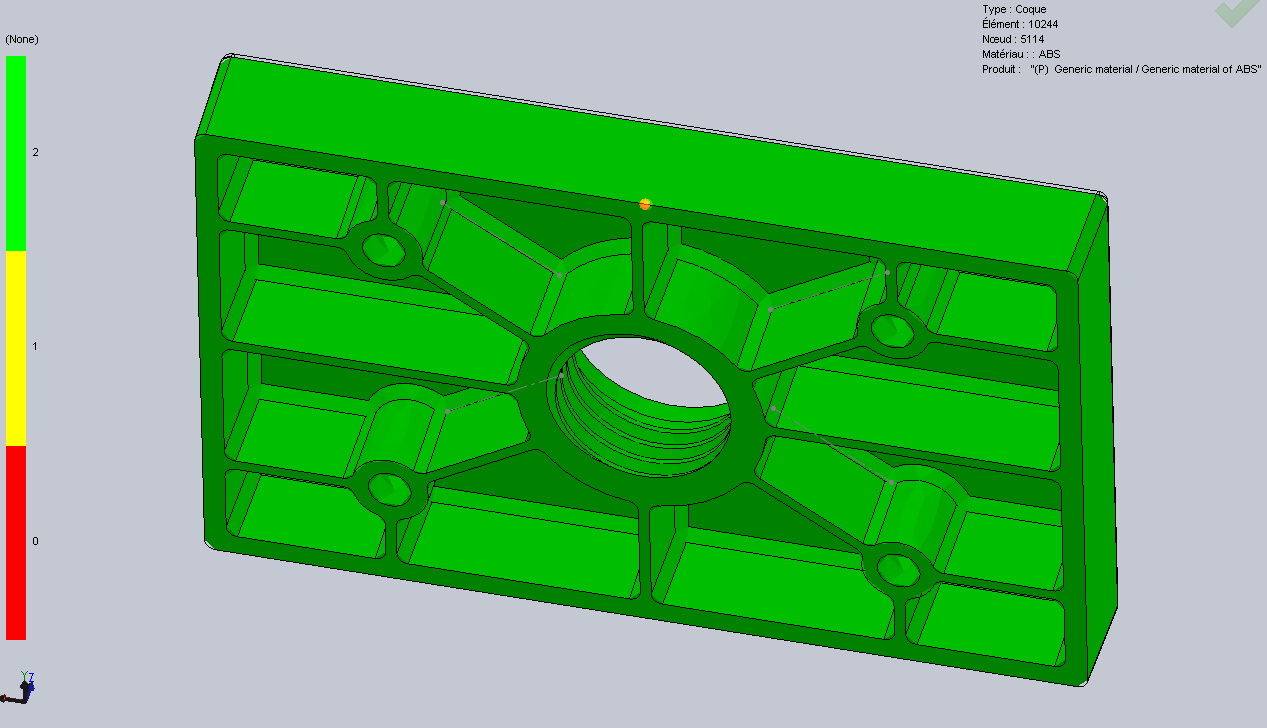 Type : Coque
Élément : 10244
Nœud : 5114
Matériau : : ABS
Produit : "(P) Generic material / Generic material of ABS"
(None)
2
1
0
Y
Z